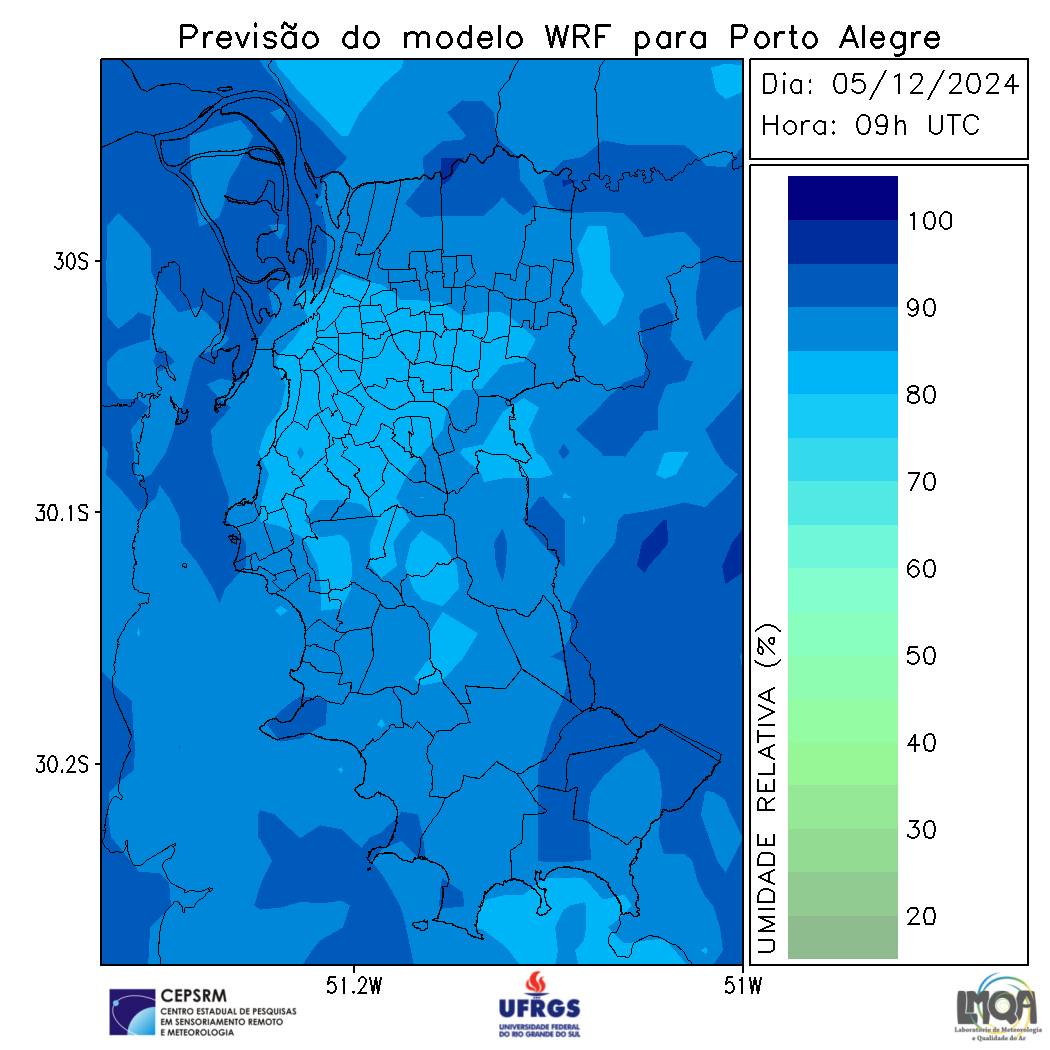 Previsão do modelo WRF para Porto Alegre
Dia: 05/12/2024
Hora: 09h UTC
30S
30.1S
30.2S
51.2W
51W
100
90
80
70
60
50
40
30
20
UMIDADE RELATIVA (%)
CEPSRM
CENTRO ESTADUAL DE PESQUISAS
EM SENSORIAMENTO REMOTO
E METEOROLOGIA
UFRGS
UNIVERSIDADE FEDERAL
DO RIO GRANDE DO SUL
LMQA
Laboratório de Meteorologia
e Qualidade do Ar